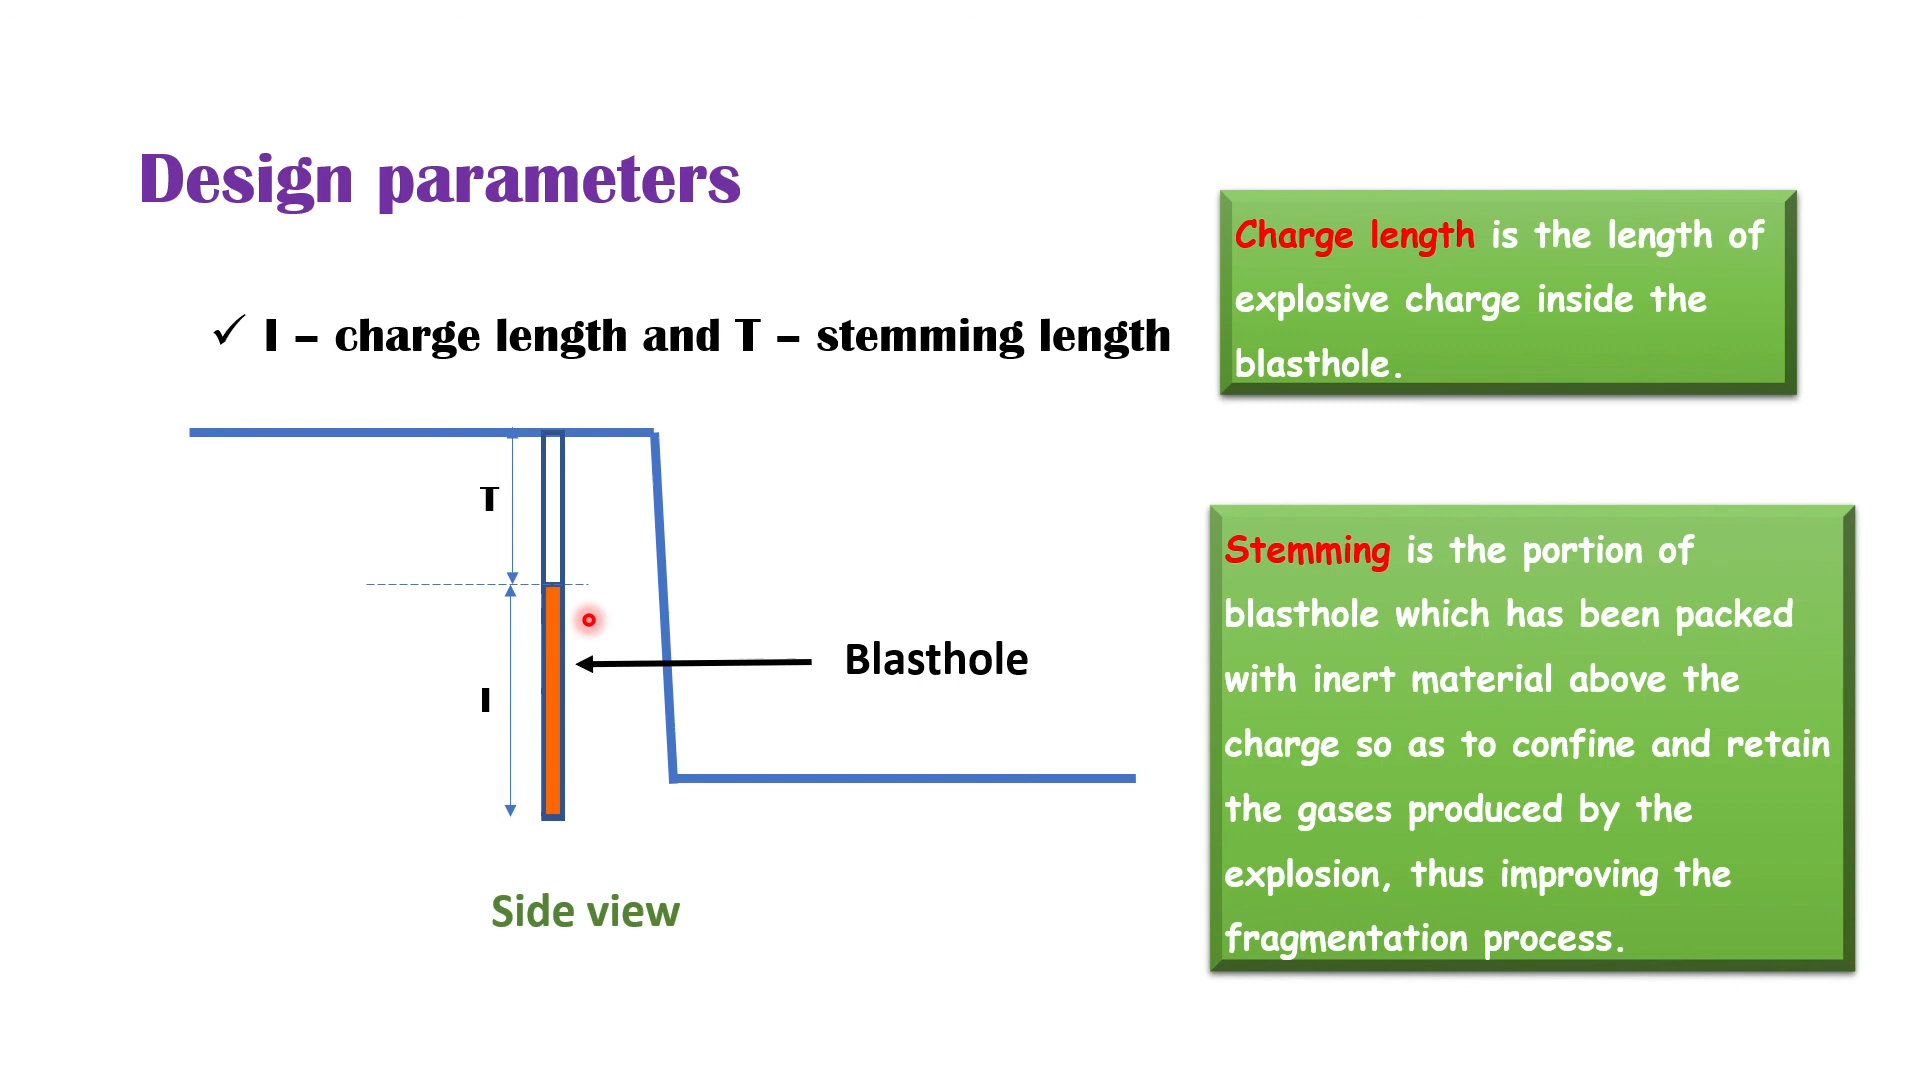 Design parameters
✓ I – charge length and T – stemming length
Charge length is the length of
explosive charge inside the
blasthole.
T
I
Blasthole
Side view
Stemming is the portion of
blasthole which has been packed
with inert material above the
charge so as to confine and retain
the gases produced by the
explosion, thus improving the
fragmentation process.